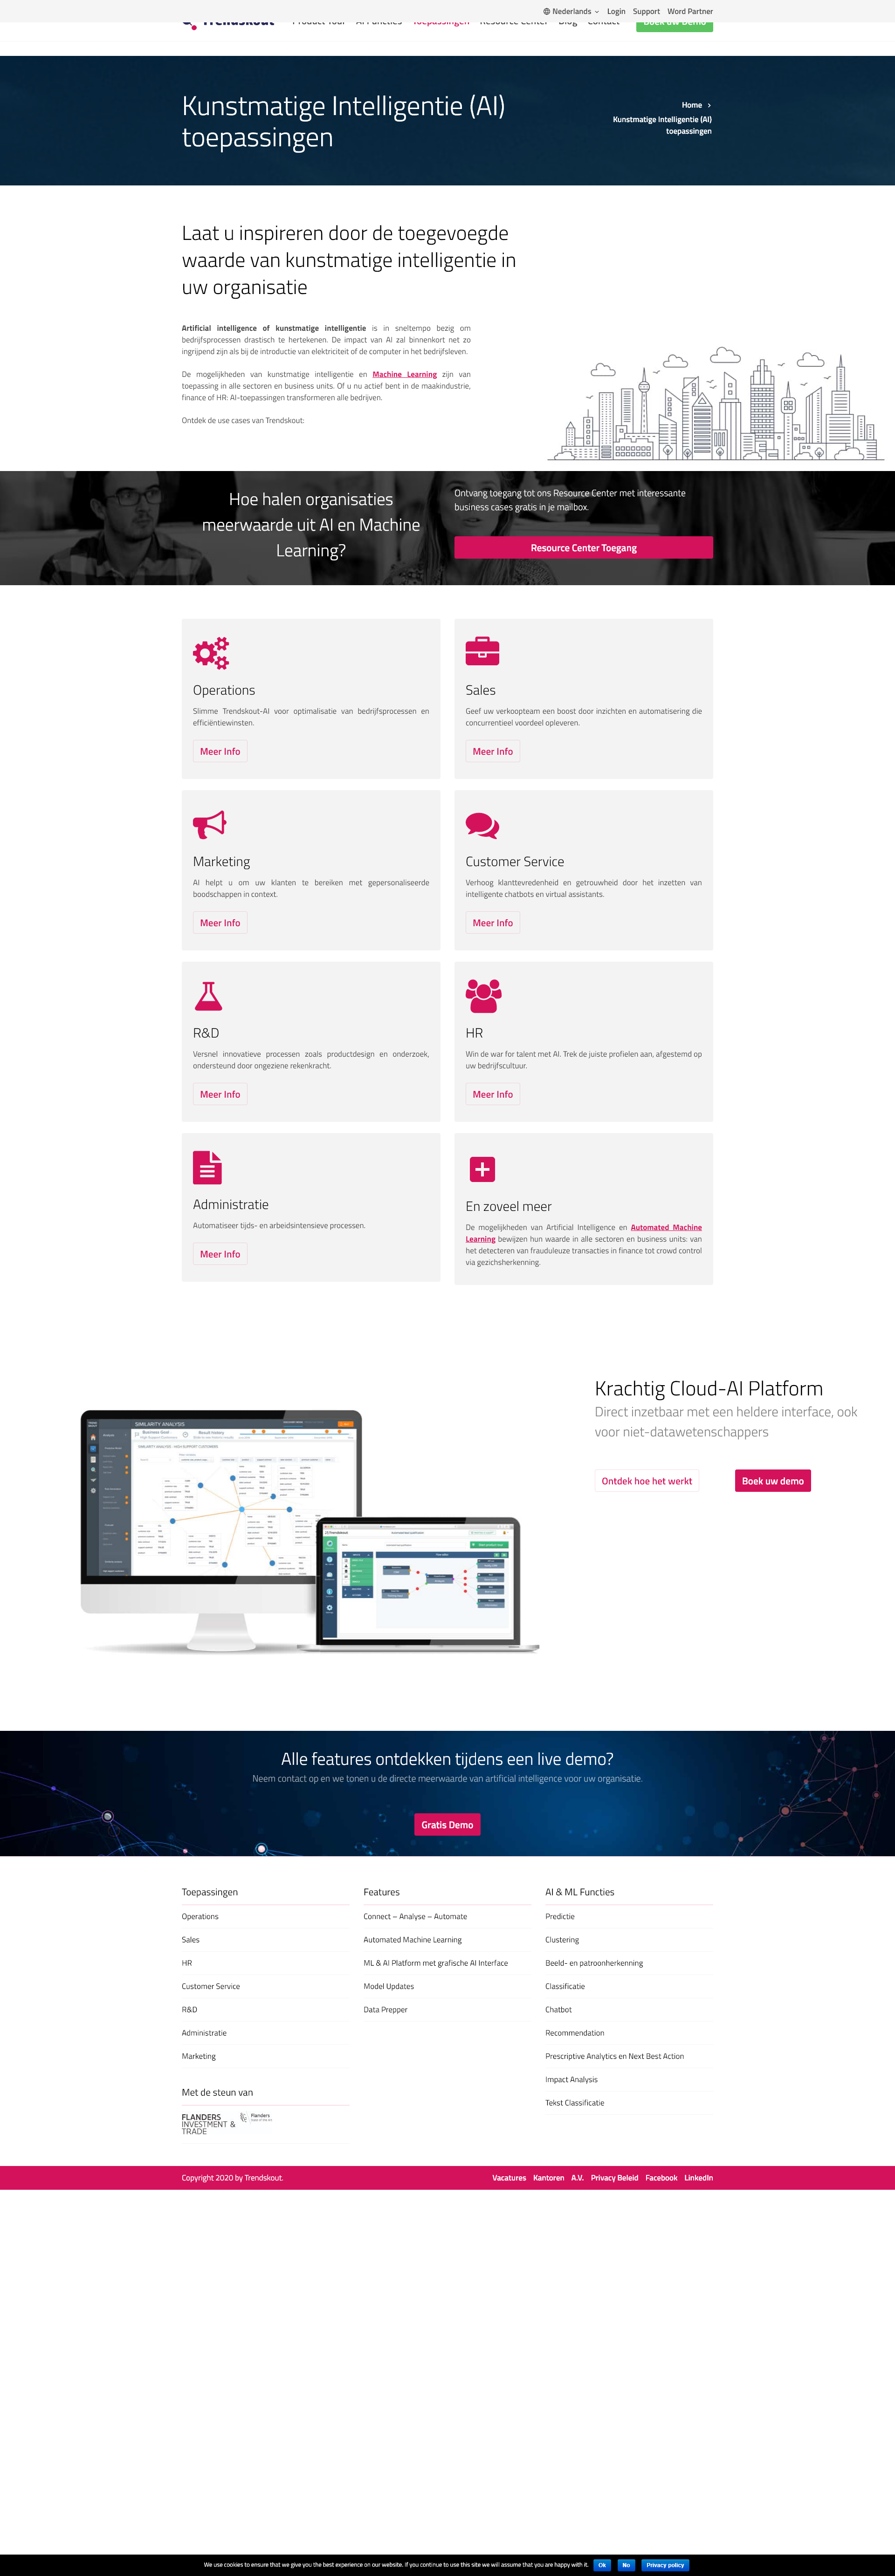 Nederlands Login Support Word Partner
Trendskout Product Tour AI Functies Toepassingen Resource Center Blog Contact Boek Uw Demo
Kunstmatige Intelligentie (AI)
toepassingen
Home
Kunstmatige Intelligentie (AI)
toepassingen
Laat u inspireren door de toegevoegde
waarde van kunstmatige intelligentie in
uw organisatie
Artificial intelligence of kunstmatige intelligentie is in sneltempo bezig om
bedrijfsprocessen drastisch te hertekenen. De impact van AI zal binnenkort net zo
ingrijpend zijn als bij de introductie van elektriciteit of de computer in het bedrijfsleven.
De mogelijkheden van kunstmatige intelligentie en Machine Learning zijn van
toepassing in alle sectoren en business units. Of u nu actief bent in de maakindustrie,
finance of HR: AI-toepassingen transformeren alle bedrijven.
Ontdek de use cases van Trendskout:
Hoe halen organisaties
meerwaarde uit AI en Machine
Learning?
Ontvang toegang tot ons Resource Center met interessante
business cases gratis in je mailbox.
Resource Center Toegang
Operations
Slimme Trendskout-AI voor optimalisatie van bedrijfsprocessen en
efficiëntiewinsten.
Meer Info
Sales
Geef uw verkoopteam een boost door inzichten en automatisering die
concurrentieel voordeel opleveren.
Meer Info
Marketing
AI helpt u om uw klanten te bereiken met gepersonaliseerde
boodschappen in context.
Meer Info
Customer Service
Verhoog klanttevredenheid en getrouwheid door het inzetten van
intelligente chatbots en virtual assistants.
Meer Info
R&D
Versnel innovatieve processen zoals productdesign en onderzoek,
ondersteund door ongeziene rekenkracht.
Meer Info
HR
Win de war for talent met AI. Trek de juiste profielen aan, afgestemd op
uw bedrijfscultuur.
Meer Info
Administratie
Automatiseer tijds- en arbeidsintensieve processen.
Meer Info
En zoveel meer
De mogelijkheden van Artificial Intelligence en Automated Machine
Learning bewijzen hun waarde in alle sectoren en business units: van
het detecteren van frauduleuze transacties in finance tot crowd control
via gezichsherkenning.
SIMILARITY ANALYSIS
Krachtig Cloud-AI Platform
Direct inzetbaar met een heldere interface, ook
voor niet-datawetenschappers
Ontdek hoe het werkt
Boek uw demo
Alle features ontdekken tijdens een live demo?
Neem contact op en we tonen u de directe meerwaarde van artificial intelligence voor uw organisatie.
Gratis Demo
Toepassingen
Operations
Sales
HR
Customer Service
R&D
Administratie
Marketing
Met de steun van
FLANDERS
INVESTMENT &
TRADE
Flanders
Features
Connect – Analyse – Automate
Automated Machine Learning
ML & AI Platform met grafische AI Interface
Model Updates
Data Prepper
AI & ML Functies
Predictie
Clustering
Beeld- en patroonherkenning
Classificatie
Chatbot
Recommendation
Prescriptive Analytics en Next Best Action
Impact Analysis
Tekst Classificatie
Copyright 2020 by Trendskout.
Vacatures Kantoren A.V. Privacy Beleid Facebook LinkedIn
We use cookies to ensure that we give you the best experience on our website. If you continue to use this site we will assume that you are happy with it. Ok No Privacy policy